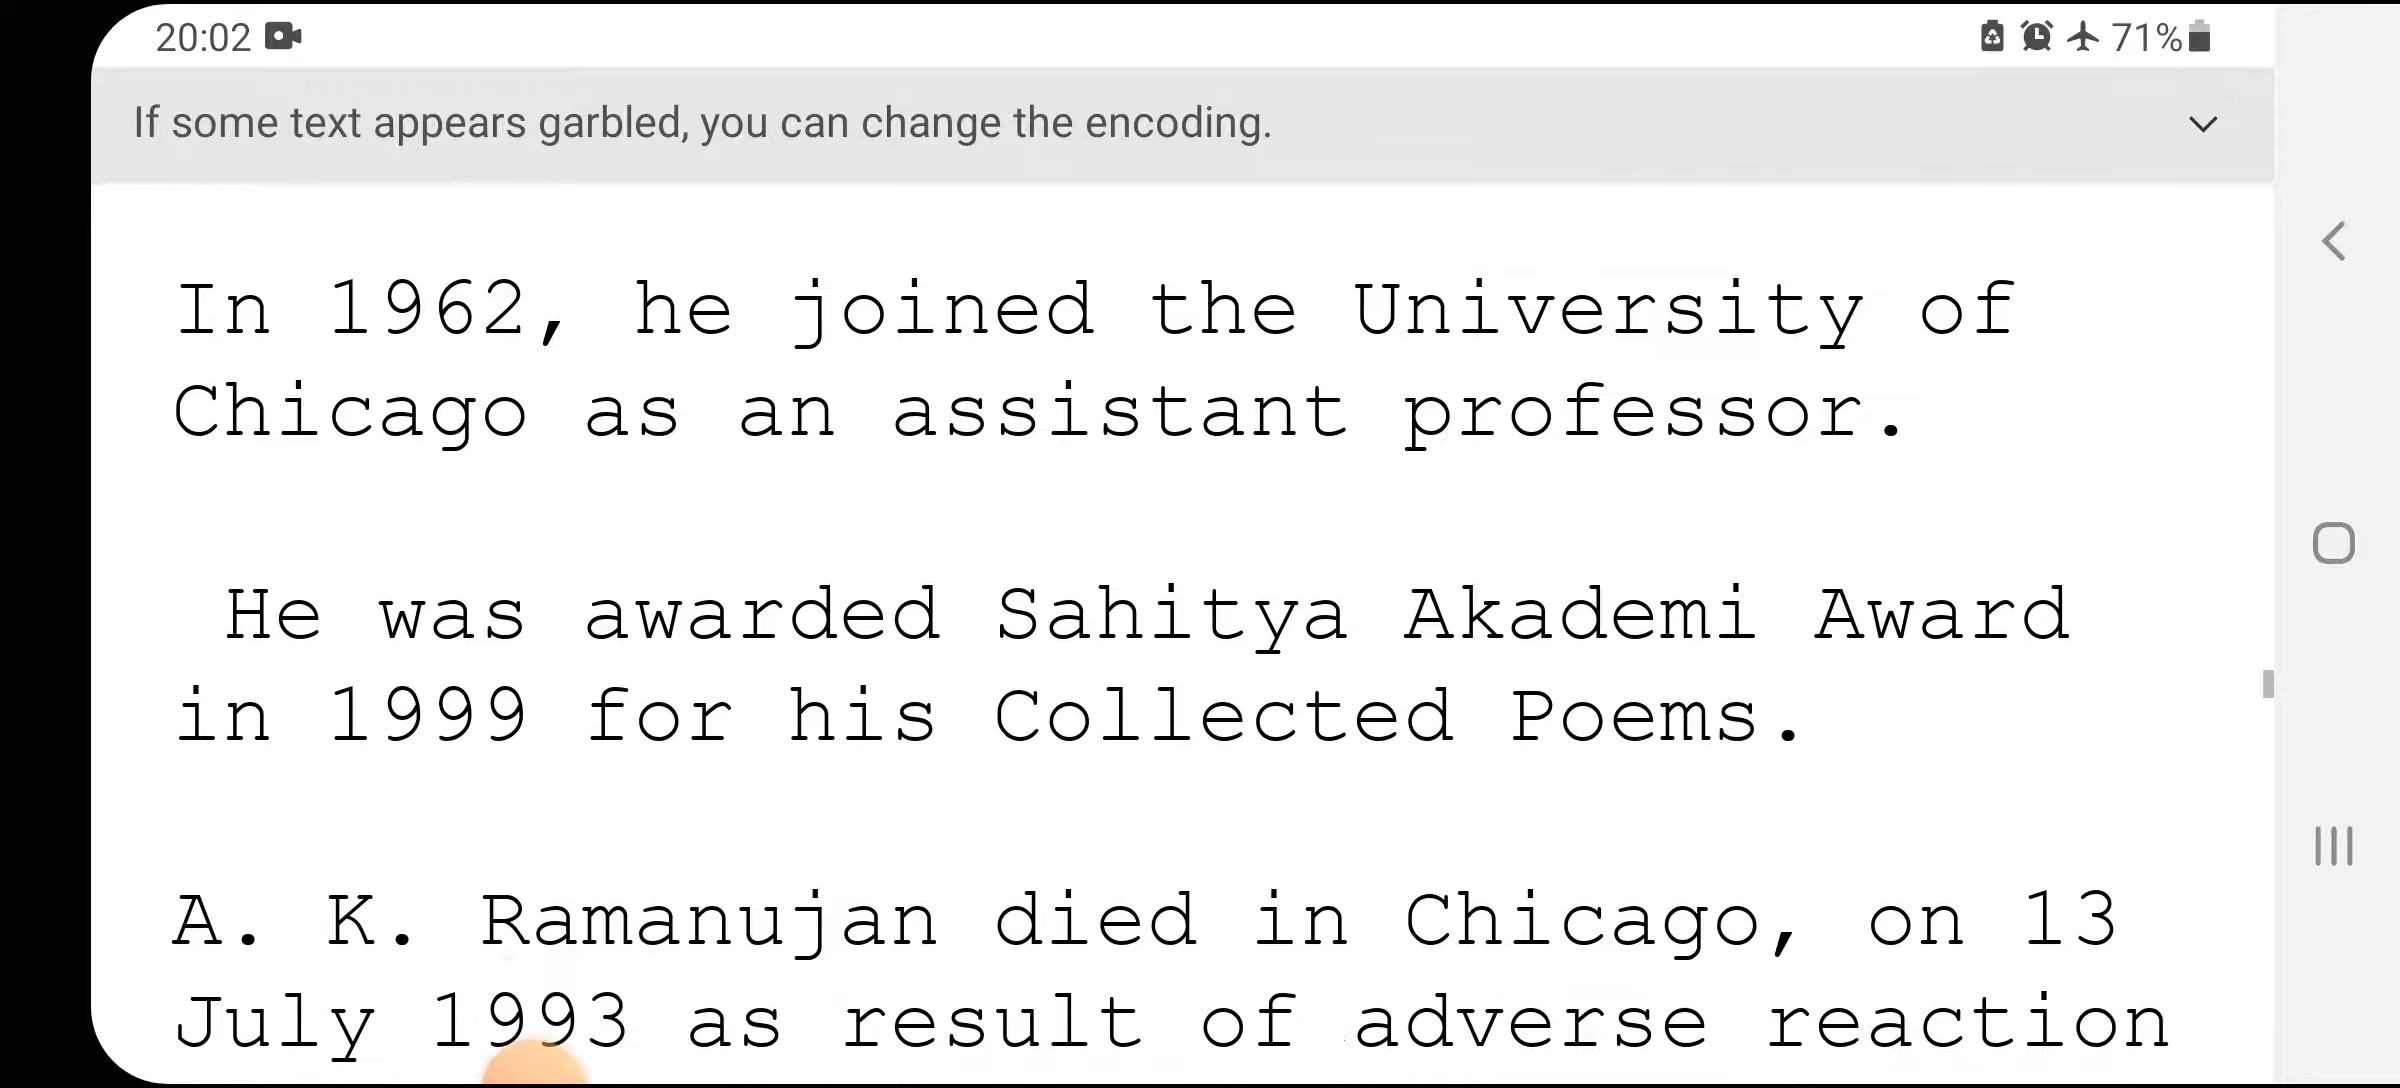 20:02 71%
If some text appears garbled, you can change the encoding.
In 1962, he joined the University of
Chicago as an assistant professor.
He was awarded Sahitya Akademi Award
in 1999 for his Collected Poems.
A. K. Ramanujan died in Chicago, on 13
July 1993 as result of adverse reaction